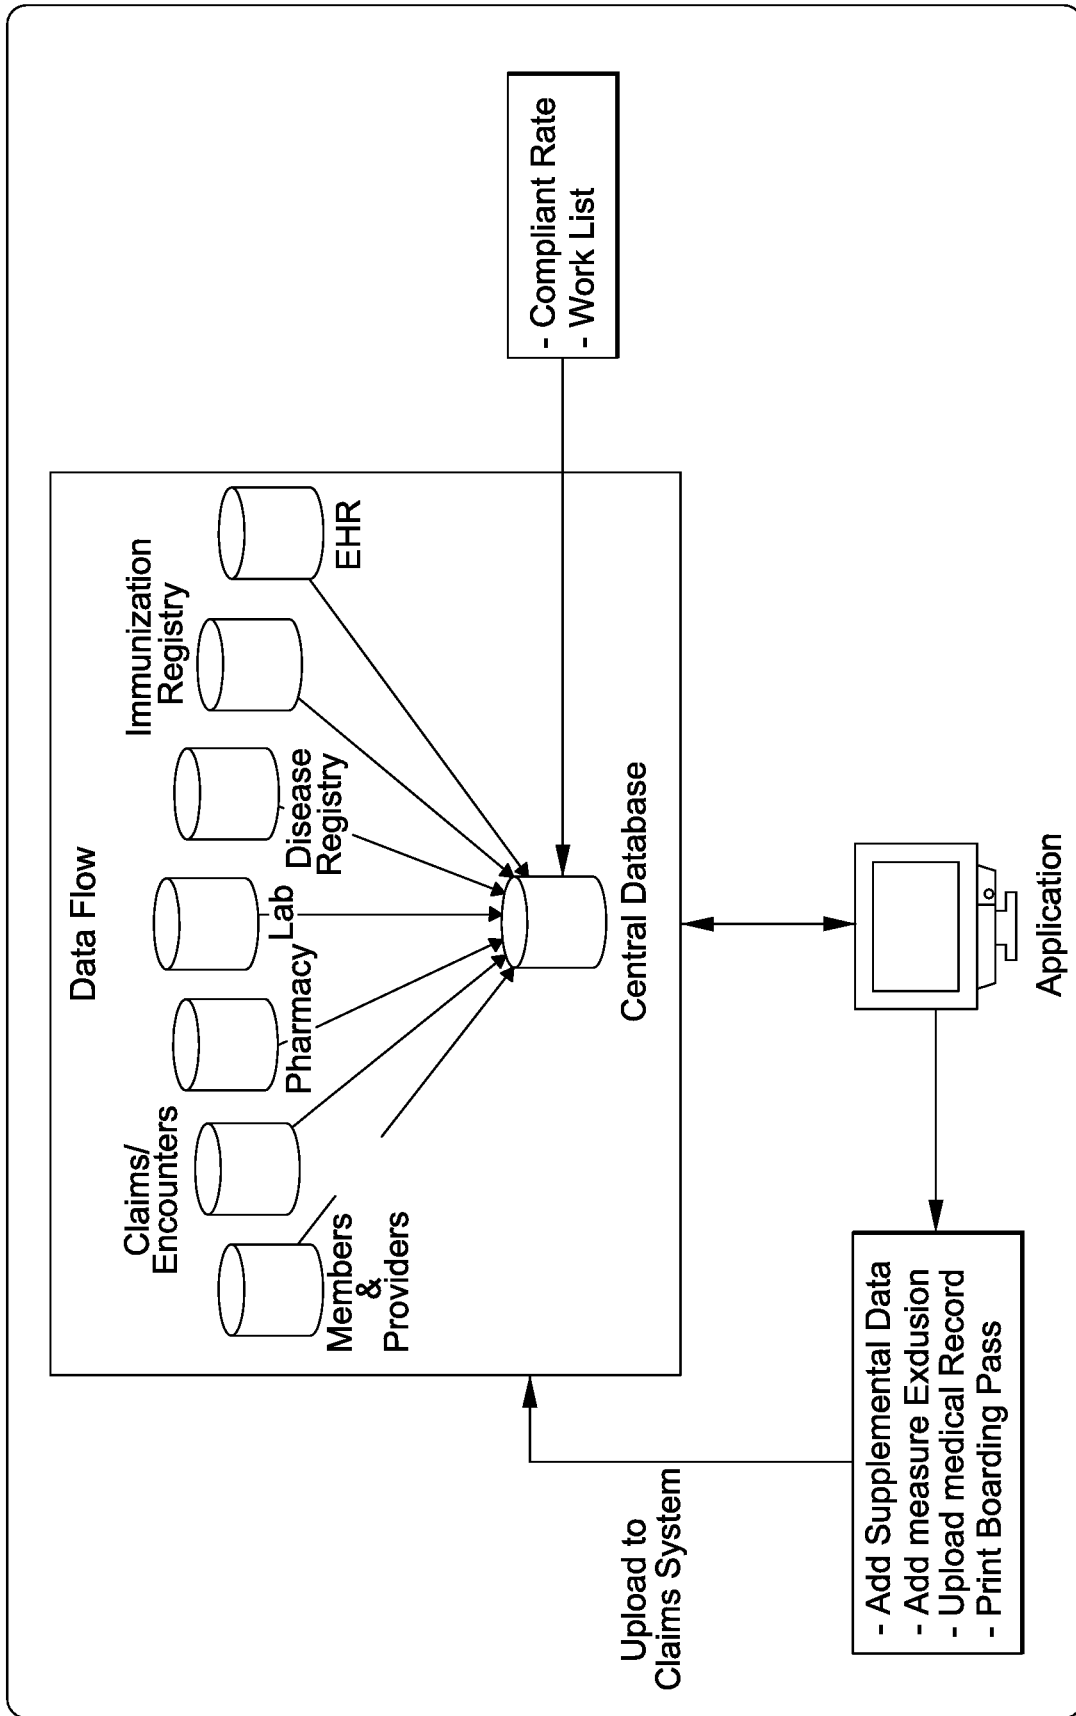 Data Flow
Claims/
Encounters
Immunization
Registry
Members
&
Providers
Pharmacy
Lab
Disease
Registry
EHR
Central Database
- Compliant Rate
- Work List
Upload to
Claims System
- Add Supplemental Data
- Add measure Exdusion
- Upload medical Record
- Print Boarding Pass
Application